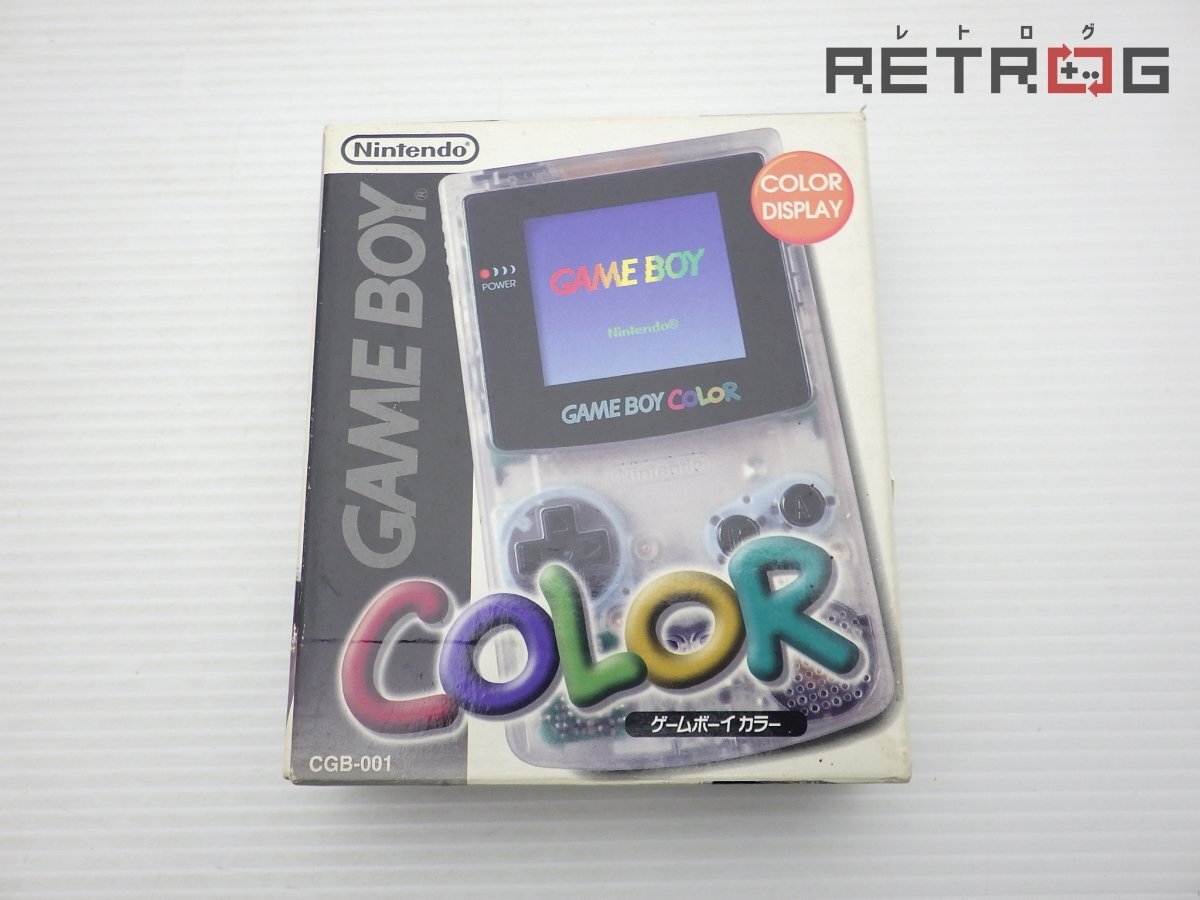 レトログ
RETROG
Nintendo®
COLOR
DISPLAY
GAME BOY®
POWER
GAME BOY
Nintendo®
GAME BOY COLOR
Nintendo
B A
COLOR
ゲームボーイ カラー
CGB-001